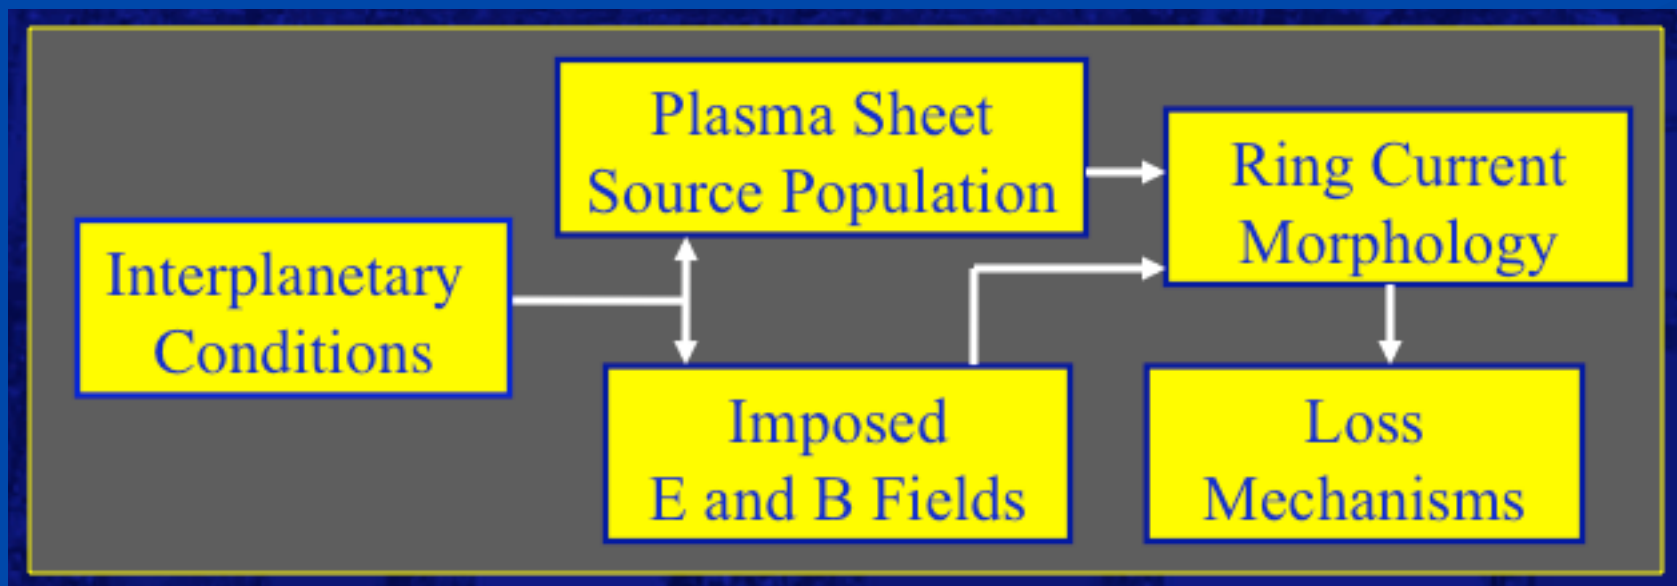 Interplanetary
Conditions
Plasma Sheet
Source Population
Imposed
E and B Fields
Ring Current
Morphology
Loss
Mechanisms